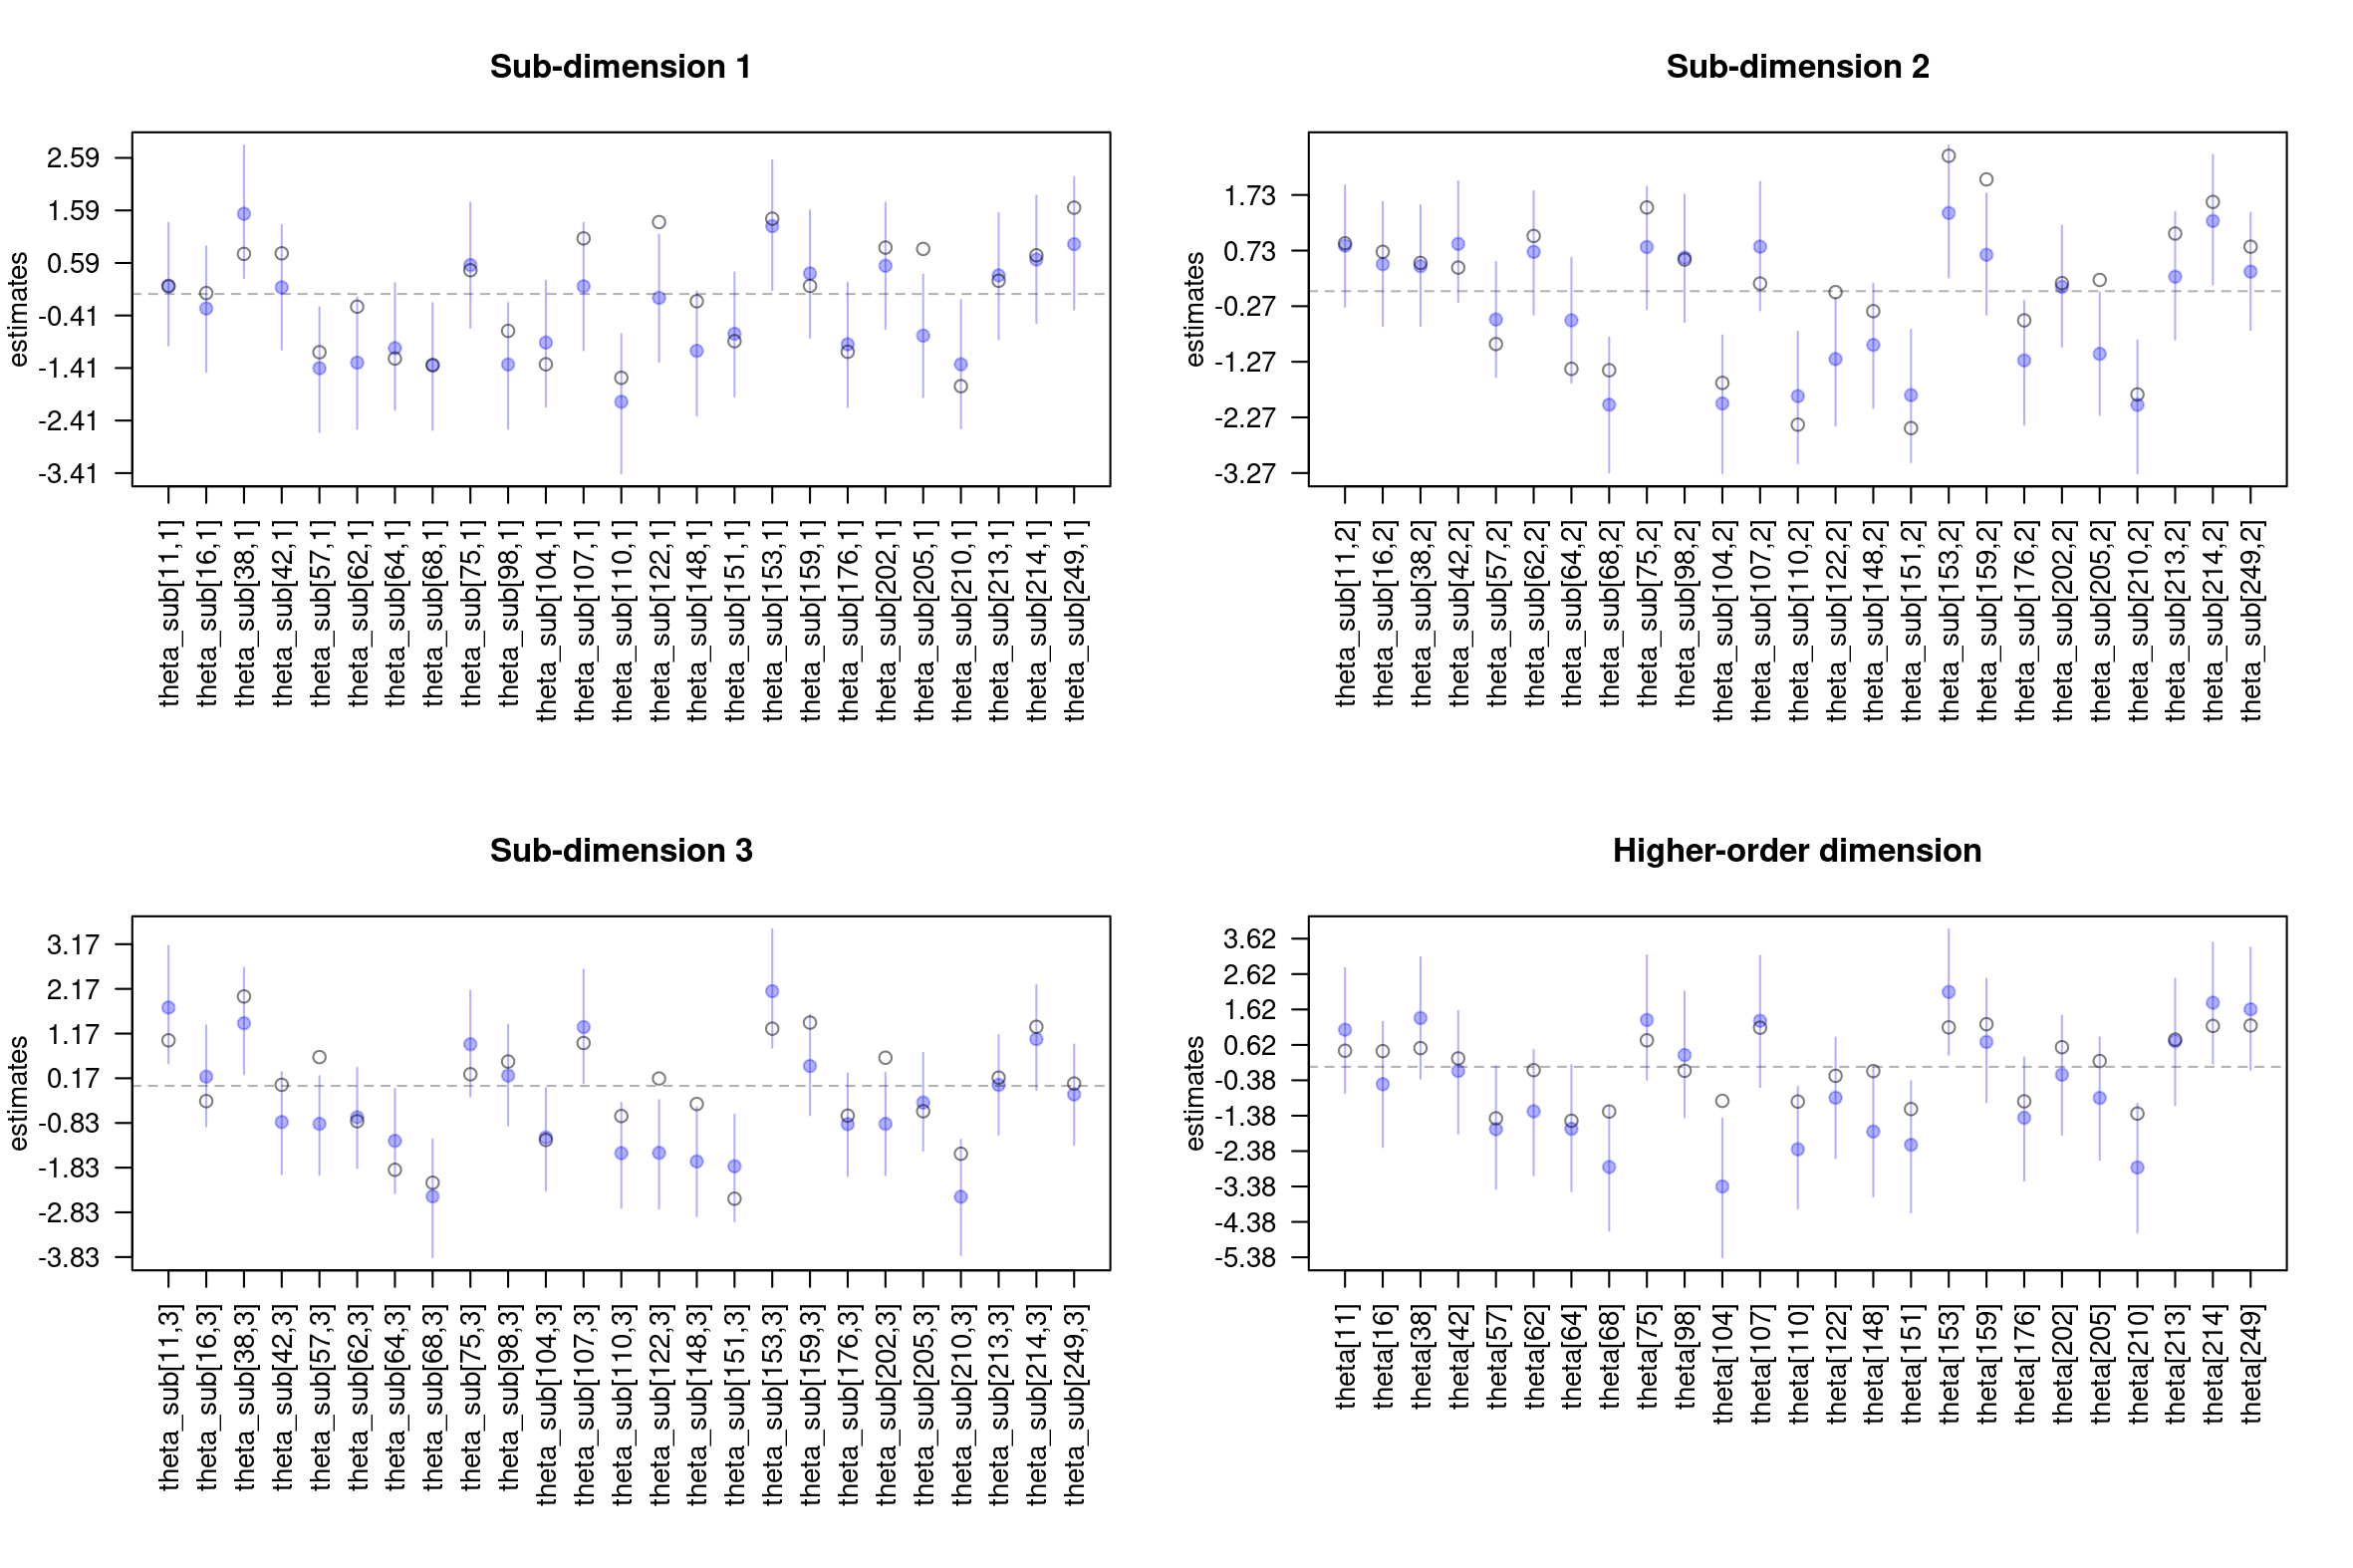 Sub-dimension 1
estimates
2.59
1.59
0.59
-0.41
-1.41
-2.41
-3.41
theta_sub[11,1]
theta_sub[16,1]
theta_sub[38,1]
theta_sub[42,1]
theta_sub[57,1]
theta_sub[62,1]
theta_sub[64,1]
theta_sub[68,1]
theta_sub[75,1]
theta_sub[98,1]
theta_sub[104,1]
theta_sub[107,1]
theta_sub[110,1]
theta_sub[122,1]
theta_sub[148,1]
theta_sub[151,1]
theta_sub[153,1]
theta_sub[159,1]
theta_sub[176,1]
theta_sub[202,1]
theta_sub[205,1]
theta_sub[210,1]
theta_sub[213,1]
theta_sub[214,1]
theta_sub[249,1]
Sub-dimension 2
estimates
1.73
0.73
-0.27
-1.27
-2.27
-3.27
theta_sub[11,2]
theta_sub[16,2]
theta_sub[38,2]
theta_sub[42,2]
theta_sub[57,2]
theta_sub[62,2]
theta_sub[64,2]
theta_sub[68,2]
theta_sub[75,2]
theta_sub[98,2]
theta_sub[104,2]
theta_sub[107,2]
theta_sub[110,2]
theta_sub[122,2]
theta_sub[148,2]
theta_sub[151,2]
theta_sub[153,2]
theta_sub[159,2]
theta_sub[176,2]
theta_sub[202,2]
theta_sub[205,2]
theta_sub[210,2]
theta_sub[213,2]
theta_sub[214,2]
theta_sub[249,2]
Sub-dimension 3
estimates
3.17
2.17
1.17
0.17
-0.83
-1.83
-2.83
-3.83
theta_sub[11,3]
theta_sub[16,3]
theta_sub[38,3]
theta_sub[42,3]
theta_sub[57,3]
theta_sub[62,3]
theta_sub[64,3]
theta_sub[68,3]
theta_sub[75,3]
theta_sub[98,3]
theta_sub[104,3]
theta_sub[107,3]
theta_sub[110,3]
theta_sub[122,3]
theta_sub[148,3]
theta_sub[151,3]
theta_sub[153,3]
theta_sub[159,3]
theta_sub[176,3]
theta_sub[202,3]
theta_sub[205,3]
theta_sub[210,3]
theta_sub[213,3]
theta_sub[214,3]
theta_sub[249,3]
Higher-order dimension
estimates
3.62
2.62
1.62
0.62
-0.38
-1.38
-2.38
-3.38
-4.38
-5.38
theta[11]
theta[16]
theta[38]
theta[42]
theta[57]
theta[62]
theta[64]
theta[68]
theta[75]
theta[98]
theta[104]
theta[107]
theta[110]
theta[122]
theta[148]
theta[151]
theta[153]
theta[159]
theta[176]
theta[202]
theta[205]
theta[210]
theta[213]
theta[214]
theta[249]